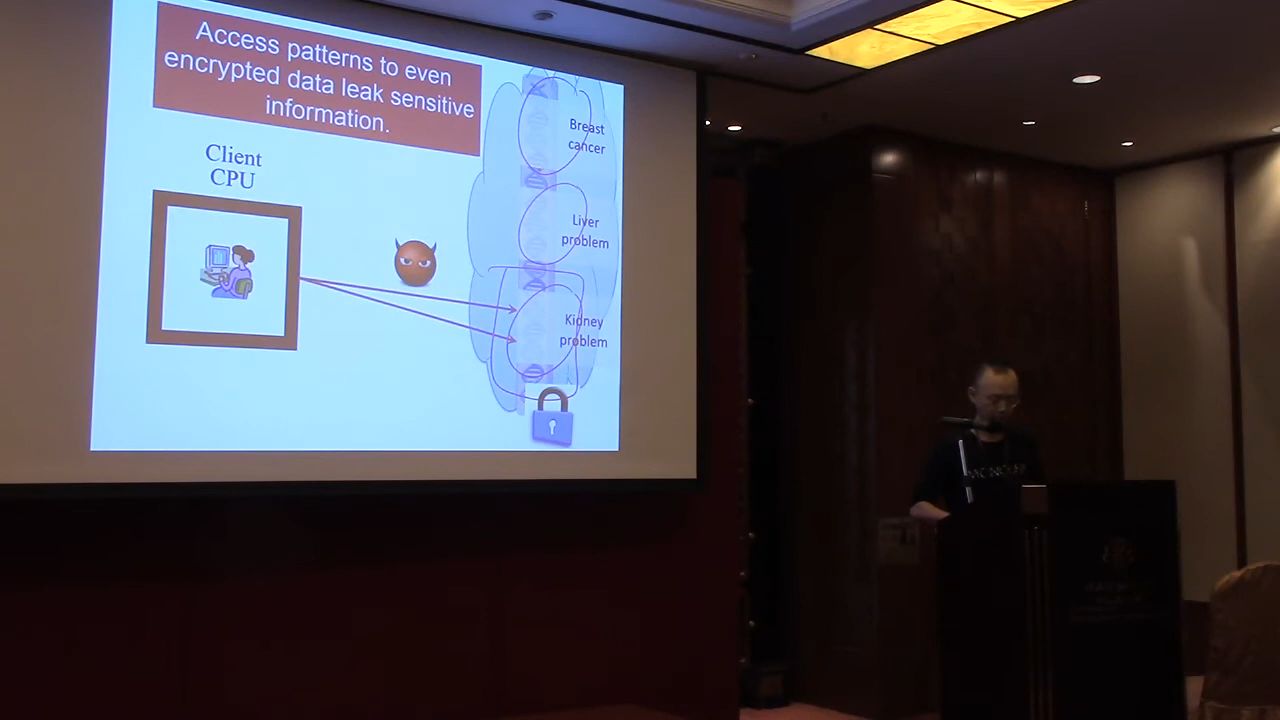 Access patterns to even
encrypted data leak sensitive
information.
Client
CPU
Breast
cancer
Liver
problem
Kidney
problem